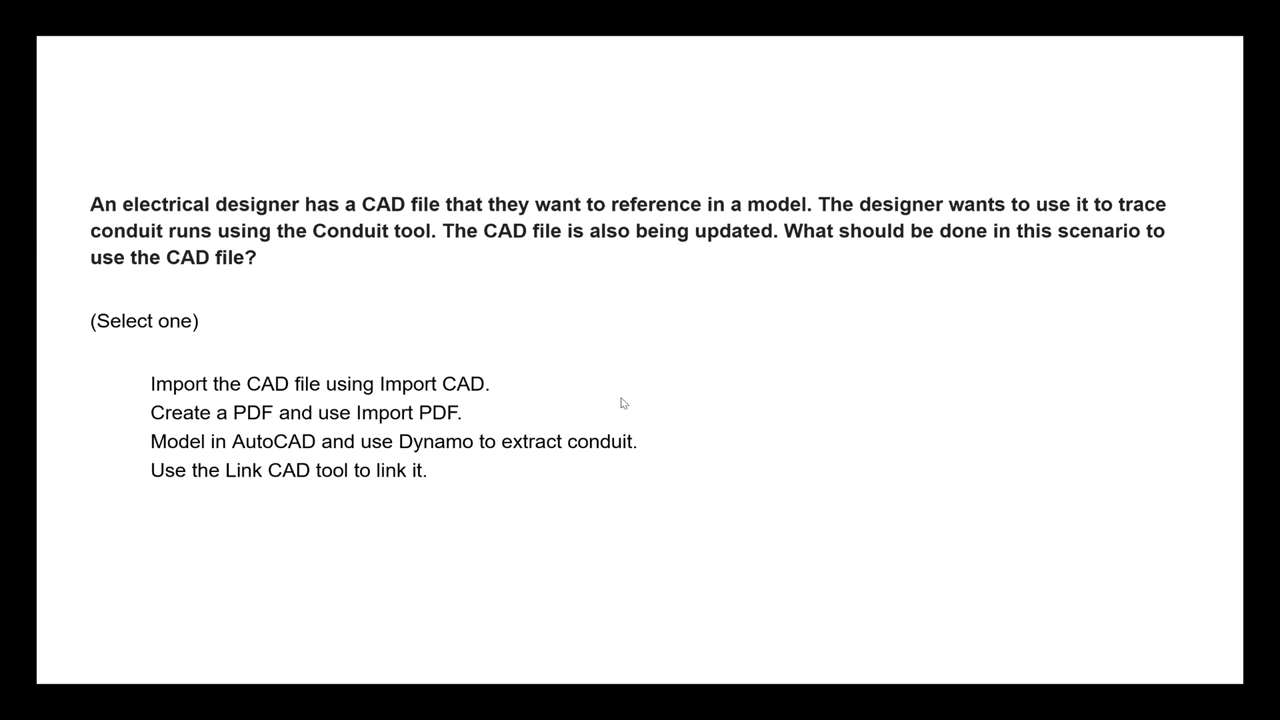 An electrical designer has a CAD file that they want to reference in a model. The designer wants to use it to trace
conduit runs using the Conduit tool. The CAD file is also being updated. What should be done in this scenario to
use the CAD file?
(Select one)
Import the CAD file using Import CAD.
Create a PDF and use Import PDF.
Model in AutoCAD and use Dynamo to extract conduit.
Use the Link CAD tool to link it.